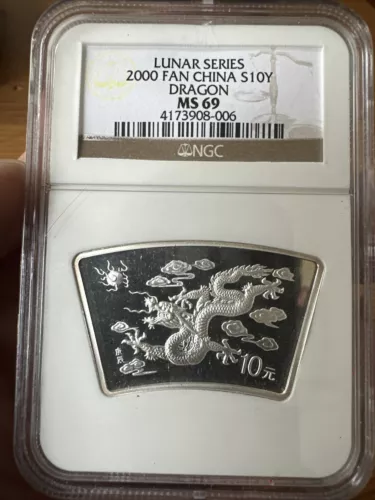 LUNAR SERIES
2000 FAN CHINA S10Y
DRAGON
MS 69
4173908-006
NGC
10元